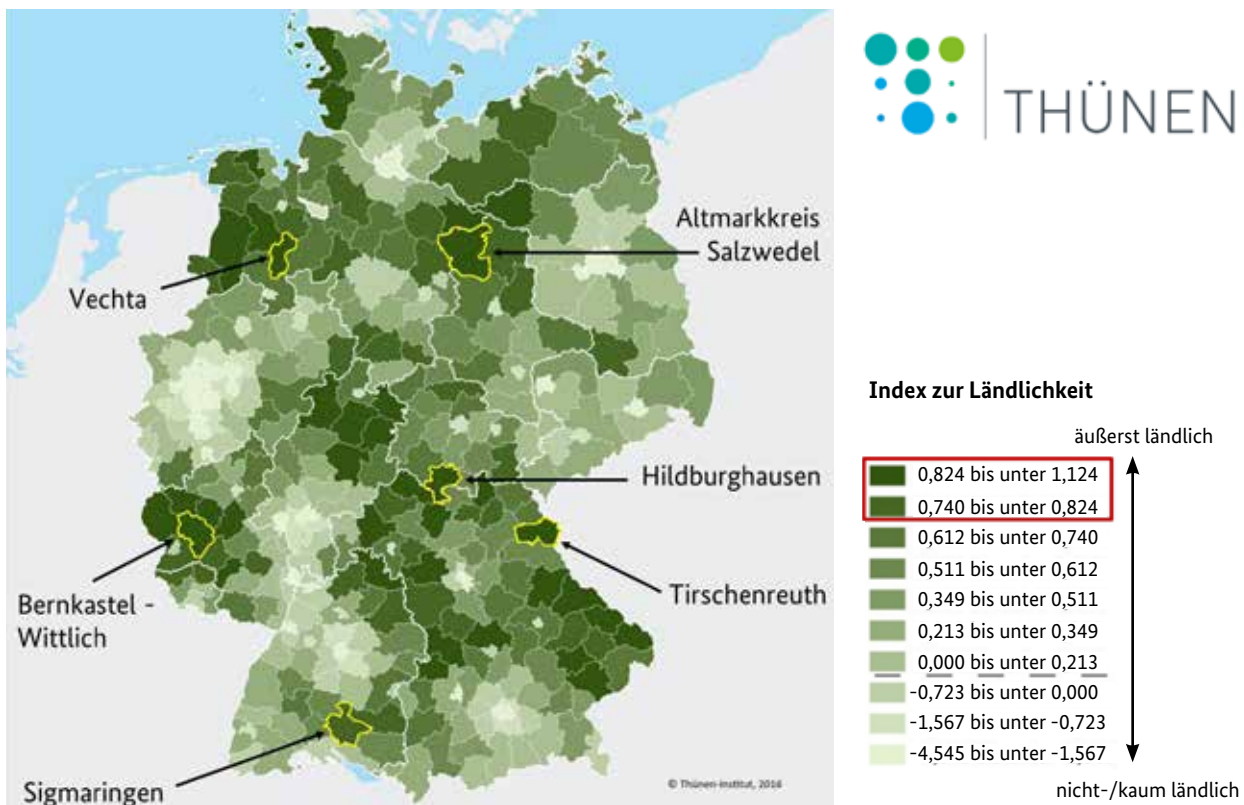 THÜNEN
Altmarkkreis
Salzwedel
Vechta
Hildburghausen
Tirschenreuth
Bernkastel -
Wittlich
Sigmaringen
© Thünen-Institut, 2016
Index zur Ländlichkeit
äußerst ländlich
0,824 bis unter 1,124
0,740 bis unter 0,824
0,612 bis unter 0,740
0,511 bis unter 0,612
0,349 bis unter 0,511
0,213 bis unter 0,349
0,000 bis unter 0,213
-0,723 bis unter 0,000
-1,567 bis unter -0,723
-4,545 bis unter -1,567
nicht-/kaum ländlich